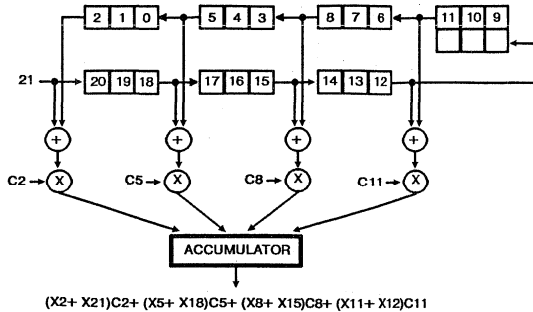 2 1 0 5 4 3 8 7 6 11 10 9
21 20 19 18 17 16 15 14 13 12
+ + + +
C2 X C5 X C8 X C11 X
ACCUMULATOR
(X2+ X21)C2+ (X5+ X18)C5+ (X8+ X15)C8+ (X11+ X12)C11